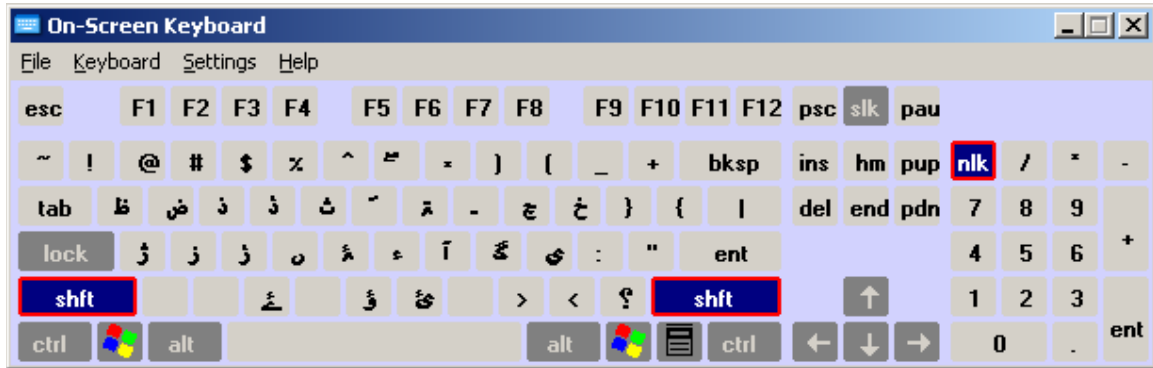 On-Screen Keyboard
File Keyboard Settings Help
esc F1 F2 F3 F4 F5 F6 F7 F8 F9 F10 F11 F12 psc slk pau
~ ! @ # $ % ^ × ) ( _ + bksp ins hm pup nlk / * -
tab ظ ض ذ ث ۃ - چ خ } { | del end pdn 7 8 9
lock ژ ز ں ۂ ء آ گ ی : " ent 4 5 6 +
shft ۓ ؤ ئ > < ؟ shft ↑ 1 2 3
ctrl alt alt ctrl ← ↓ → 0 . ent